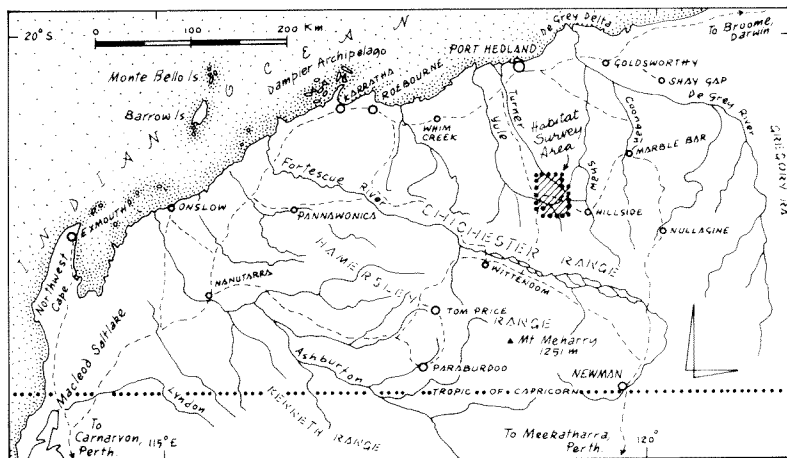 20°S
0 100 200 Km.
De Grey Delta
To Broome, Darwin
INDIAN OCEAN
Monte Bello Is
Dampier Archipelago
PORT HEDLAND
GOLDSWORTHY
SHAY GAP
De Grey River
GREGORY RA
Barrow Is
KARRATHA
ROEBOURNE
WHIM CREEK
Turner
Yule
Habitat Survey Area
Coongan
MARBLE BAR
Shaw
Fortescue River
EXMOUTH
ONSLOW
PANNAWONICA
CHICHESTER RANGE
HILLSIDE
NULLAGINE
Northwest Cape
NANUTARRA
HAMERSLEY RANGE
WITTENOOM
TOM PRICE
Mt Meharry
1251 m
Macleod Saltlake
Ashburton
PARABURDOO
NEWMAN
TROPIC OF CAPRICORN
Lyndon
KENNETH RANGE
To Carnarvon, Perth.
115°E
To Meekatharra, Perth.
120°